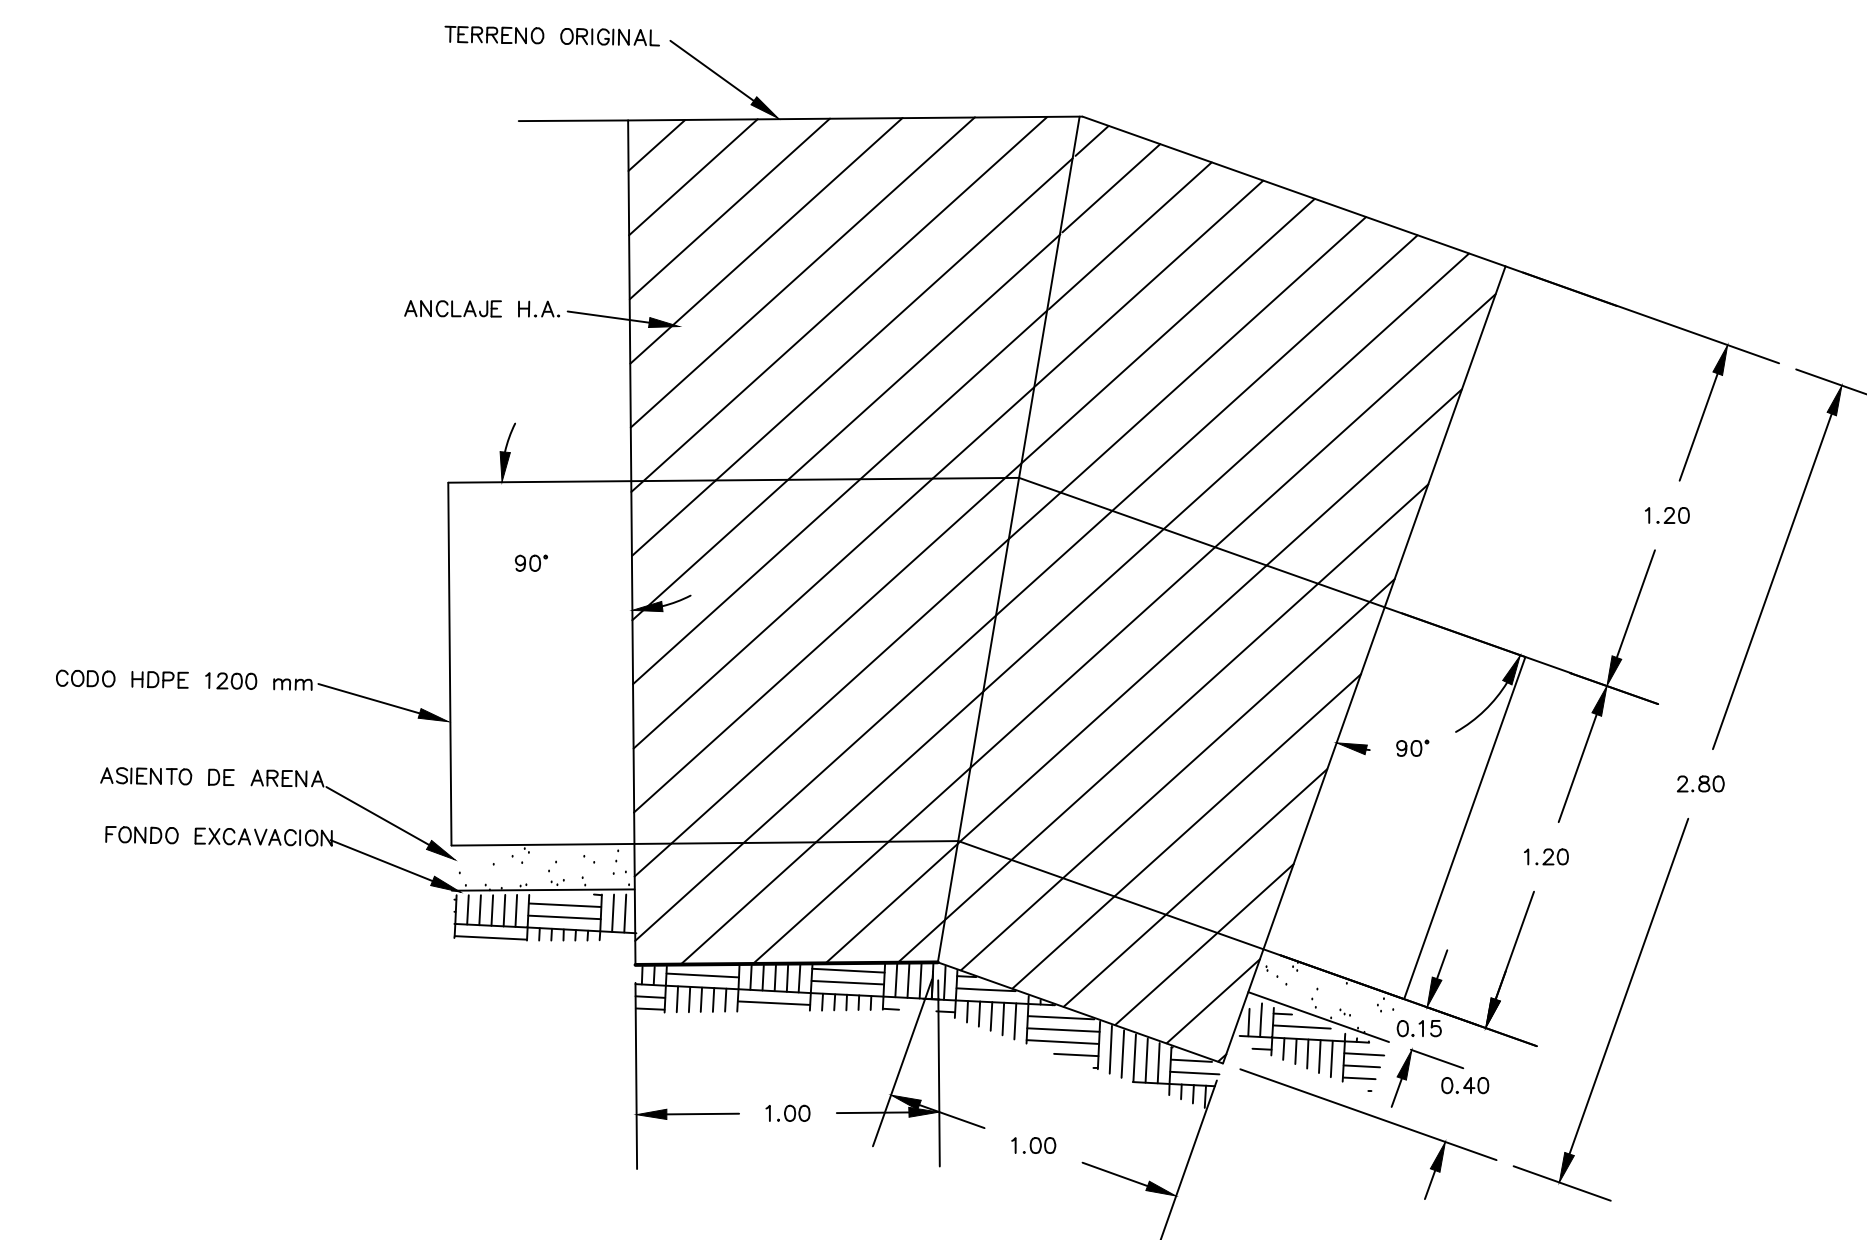 TERRENO ORIGINAL
ANCLAJE H.A.
1.20
90°
CODO HDPE 1200 mm
90°
2.80
ASIENTO DE ARENA
FONDO EXCAVACION
1.20
0.15
0.40
1.00
1.00